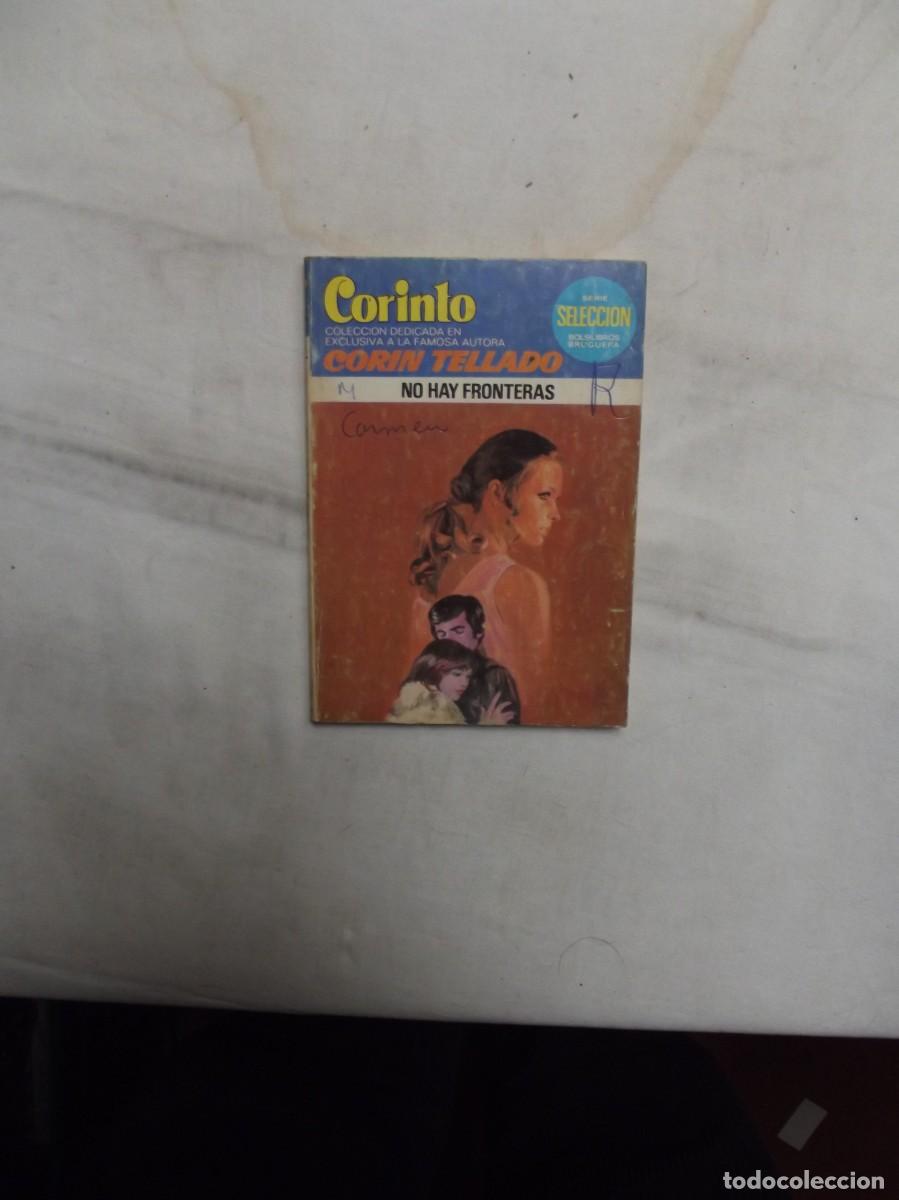 Corinto
COLECCION DEDICADA EN
EXCLUSIVA A LA FAMOSA AUTORA
CORIN TELLADO
SERIE
SELECCION
BOLSILIBROS
BRUGUERA
NO HAY FRONTERAS
M
R
Carmen
todocoleccion